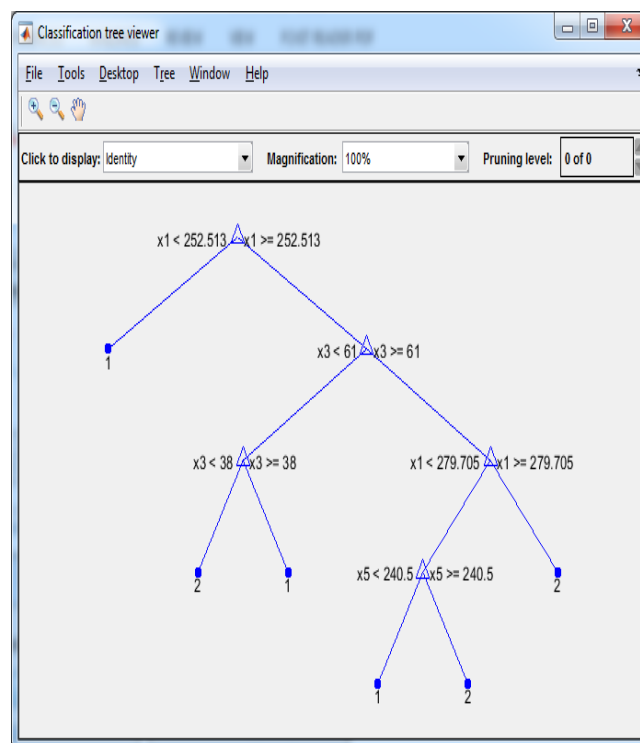 Classification tree viewer
File Tools Desktop Tree Window Help
Click to display: Identity Magnification: 100% Pruning level: 0 of 0
x1 < 252.513 x1 >= 252.513
1
x3 < 61 x3 >= 61
x3 < 38 x3 >= 38
x1 < 279.705 x1 >= 279.705
2
1
x5 < 240.5 x5 >= 240.5
2
1
2